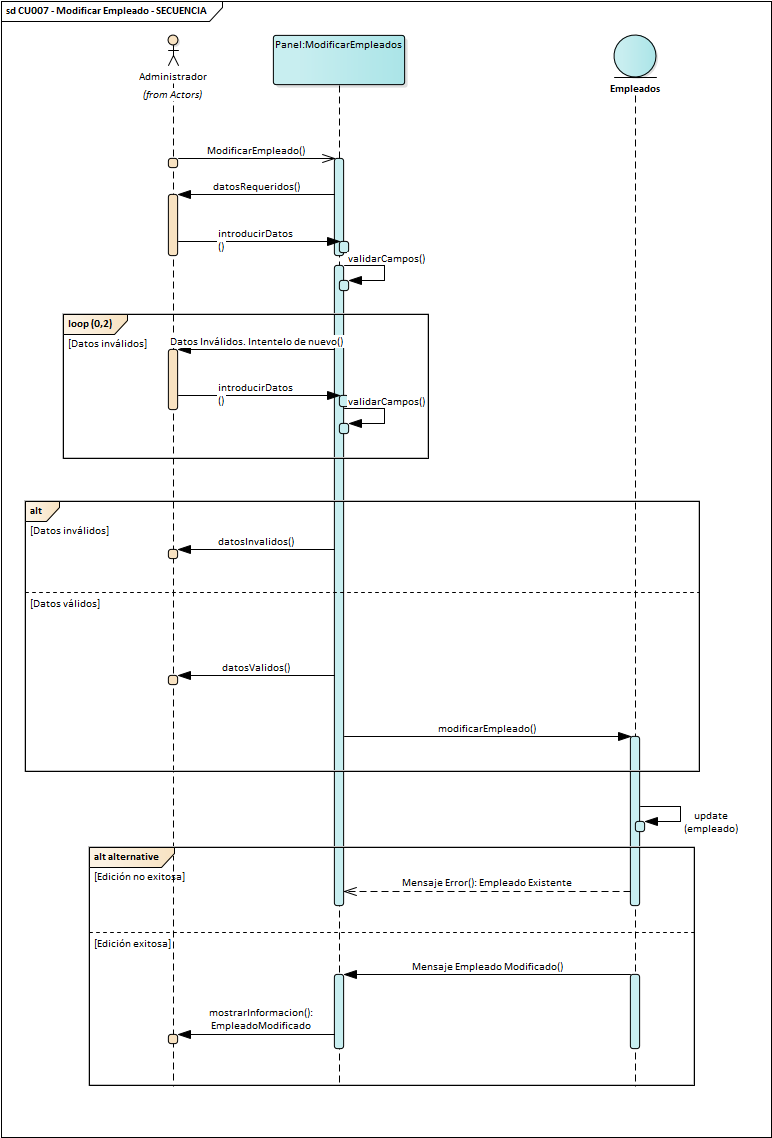 sd CU007 - Modificar Empleado - SECUENCIA
Panel:ModificarEmpleados
Administrador
(from Actors)
Empleados
ModificarEmpleado()
datosRequeridos()
introducirDatos
()
validarCampos()
loop (0,2)
[Datos inválidos]
Datos Inválidos. Intentelo de nuevo()
introducirDatos
()
validarCampos()
alt
[Datos inválidos]
datosInvalidos()
[Datos válidos]
datosValidos()
modificarEmpleado()
update
(empleado)
alt alternative
[Edición no exitosa]
Mensaje Error(): Empleado Existente
[Edición exitosa]
Mensaje Empleado Modificado()
mostrarInformacion():
EmpleadoModificado